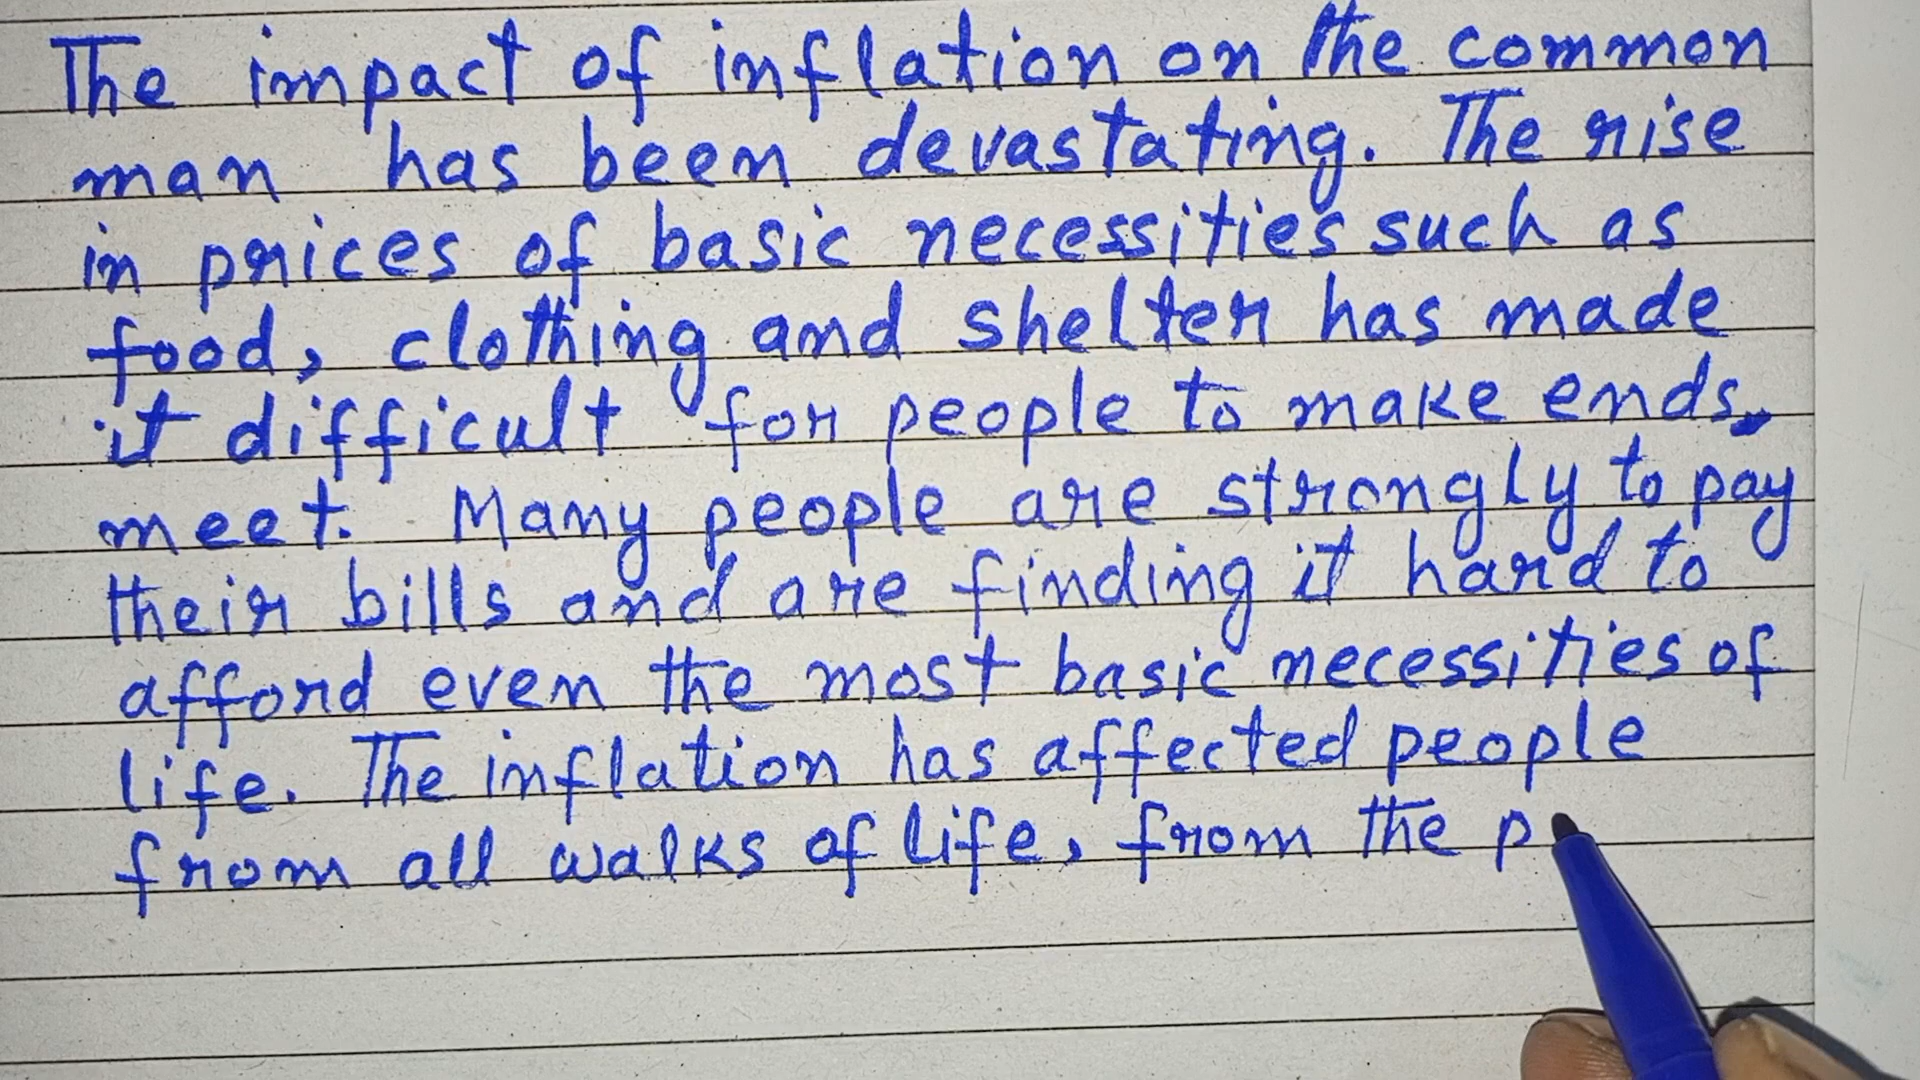 The impact of inflation on the common
man has been devastating. The rise
in prices of basic necessities such as
food, clothing and shelter has made
it difficult for people to make ends
meet. Many people are strongly to pay
their bills and are finding it hard to
afford even the most basic necessities of
life. The inflation has affected people
from all walks of life, from the p